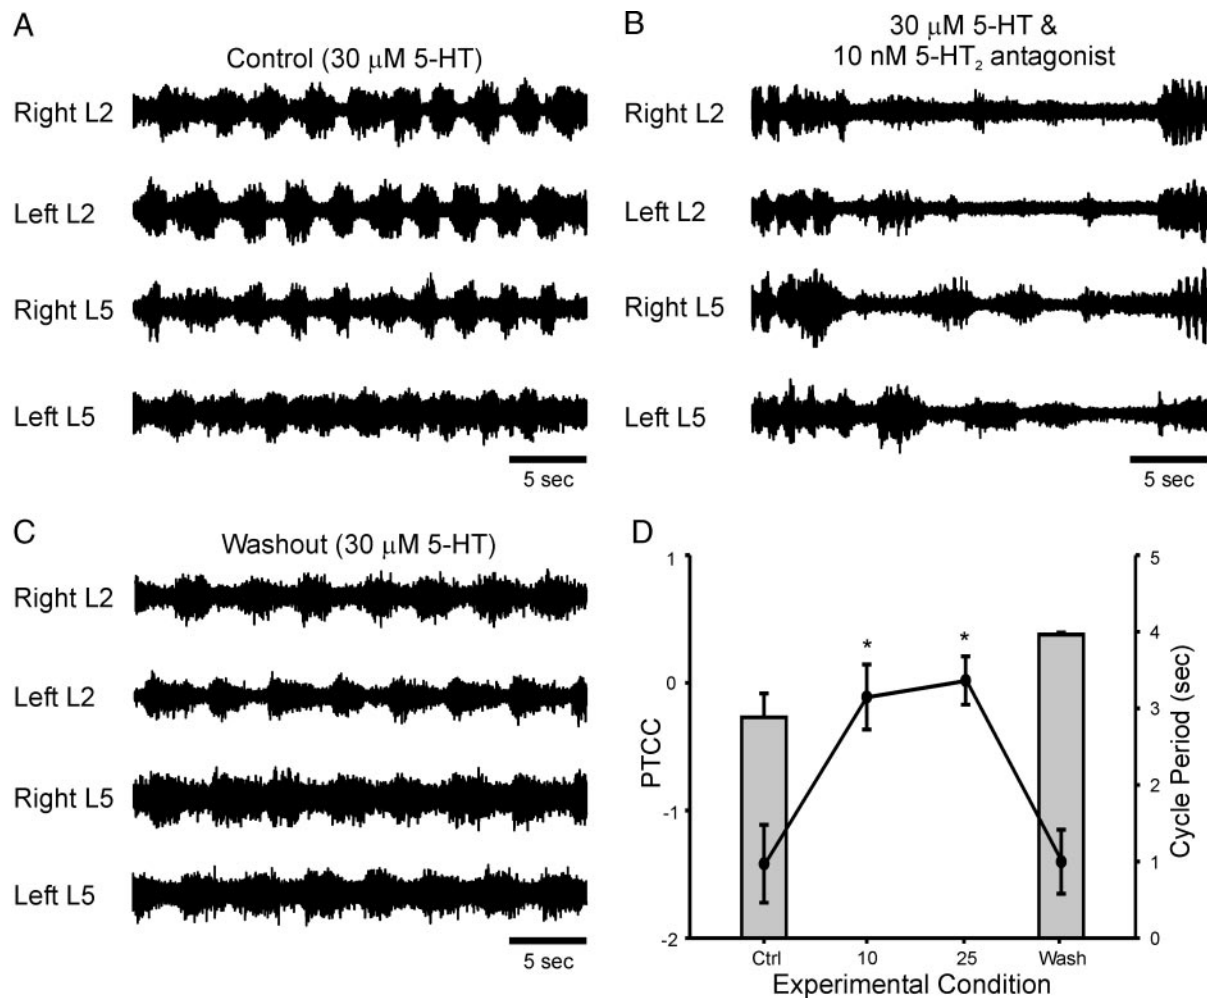 A
Control (30 μM 5-HT)
Right L2
Left L2
Right L5
Left L5
5 sec
B
30 μM 5-HT &
10 nM 5-HT₂ antagonist
Right L2
Left L2
Right L5
Left L5
5 sec
C
Washout (30 μM 5-HT)
Right L2
Left L2
Right L5
Left L5
5 sec
D
1
0
-1
-2
PTCC
* *
5
4
3
2
1
0
Cycle Period (sec)
Ctrl 10 25 Wash
Experimental Condition